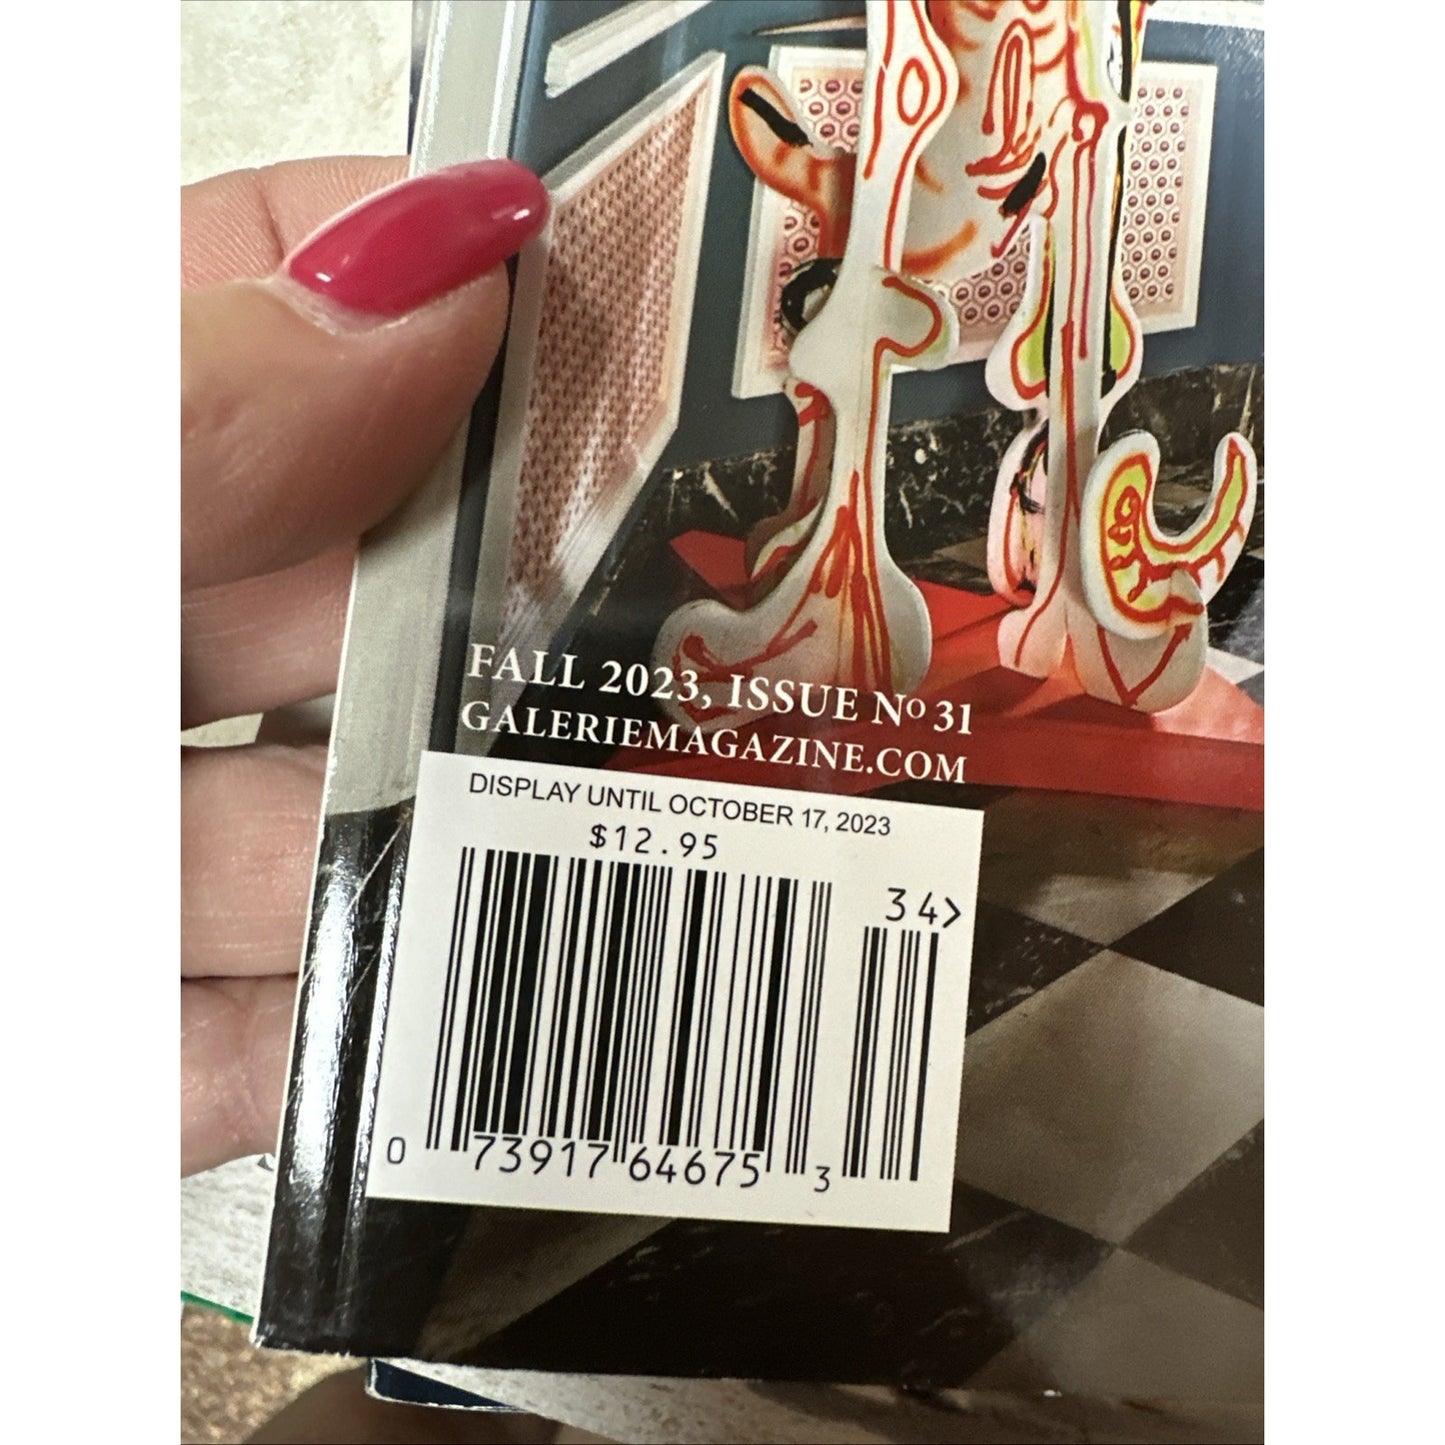 FALL 2023, ISSUE Nº 31
GALERIEMAGAZINE.COM
DISPLAY UNTIL OCTOBER 17, 2023
$12.95
34>
0 73917 64675 3